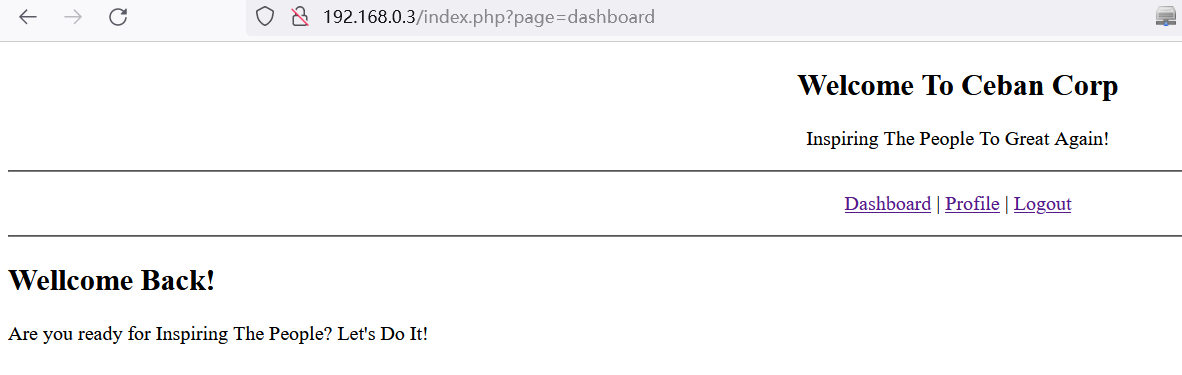 192.168.0.3/index.php?page=dashboard
Welcome To Ceban Corp
Inspiring The People To Great Again!
Dashboard | Profile | Logout
Wellcome Back!
Are you ready for Inspiring The People? Let's Do It!